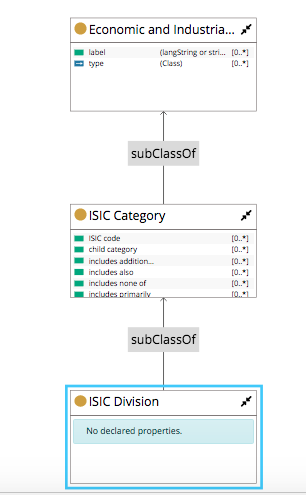 Economic and Industria...
label (langString or stri... [0..*]
type (Class) [0..*]
subClassOf
ISIC Category
ISIC code [0..*]
child category [0..*]
includes addition... [0..*]
includes also [0..*]
includes none of [0..*]
includes primarily [0..*]
subClassOf
ISIC Division
No declared properties.